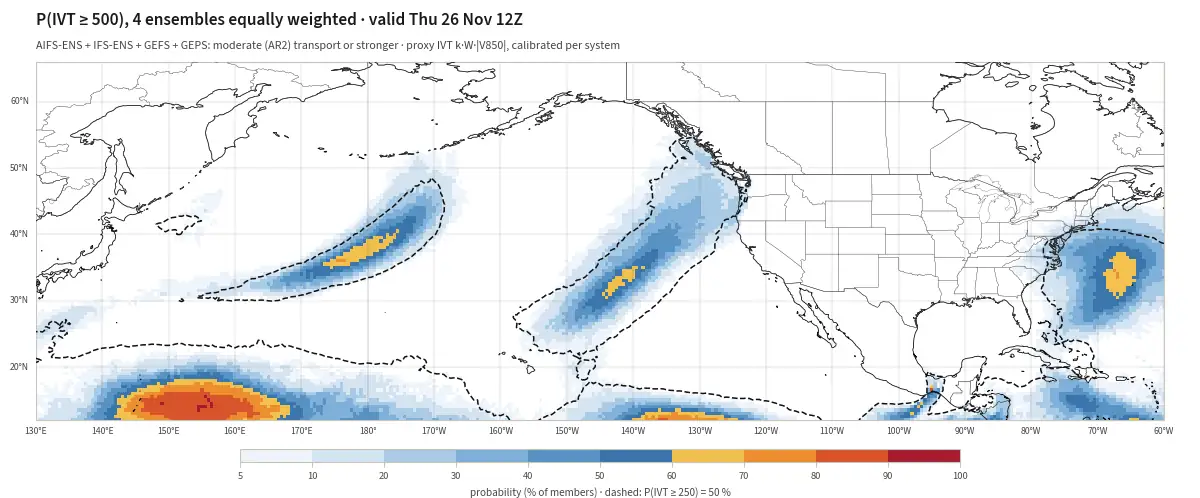 P(IVT ≥ 500), 4 ensembles equally weighted · valid Thu 26 Nov 12Z
AIFS-ENS + IFS-ENS + GEFS + GEPS: moderate (AR2) transport or stronger · proxy IVT k·W·|V850|, calibrated per system
60°N
50°N
40°N
30°N
20°N
130°E 140°E 150°E 160°E 170°E 180° 170°W 160°W 150°W 140°W 130°W 120°W 110°W 100°W 90°W 80°W 70°W 60°W
5 10 20 30 40 50 60 70 80 90 100
probability (% of members) · dashed: P(IVT ≥ 250) = 50 %